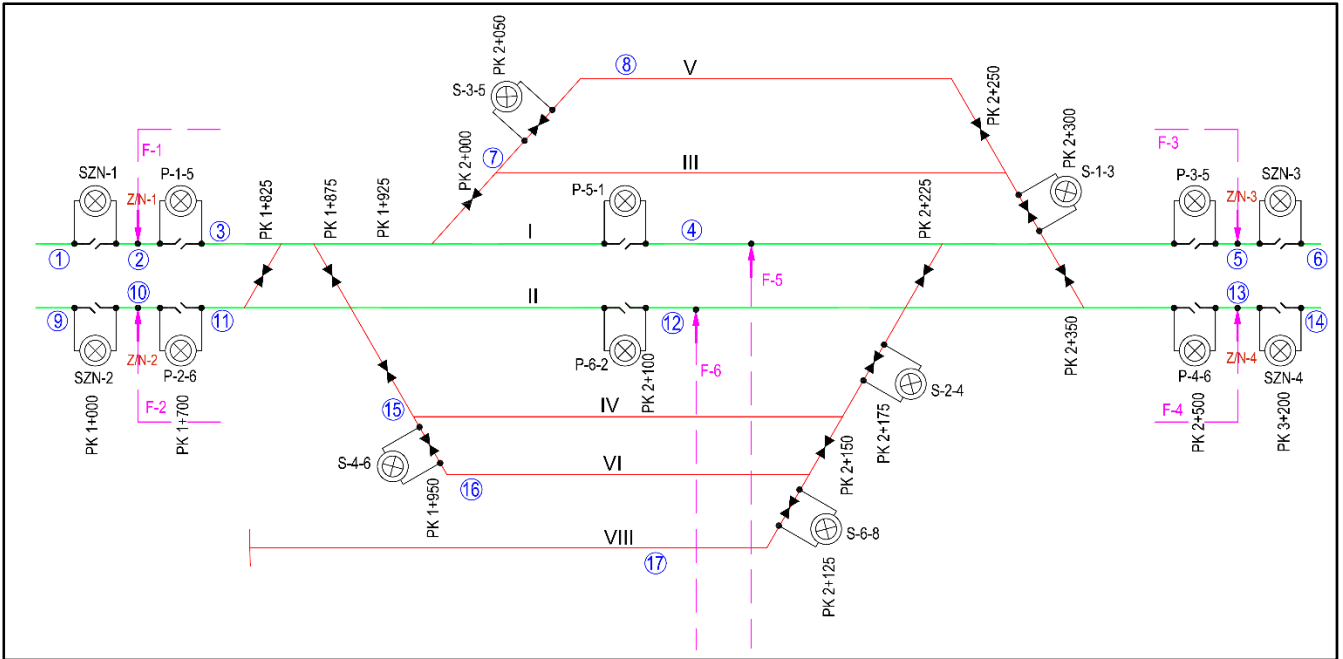 PK 2+050
8
V
S-3-5
PK 2+250
F-1
PK 2+000
7
III
PK 2+300
S-1-3
F-3
SZN-1
P-1-5
Z/N-1
3
PK 1+825
PK 1+875
PK 1+925
P-5-1
4
PK 2+225
P-3-5
SZN-3
Z/N-3
1
2
I
5
6
F-5
10
II
13
9
11
12
14
Z/N-2
F-6
Z/N-4
SZN-2
P-2-6
P-6-2
PK 2+100
PK 2+350
P-4-6
SZN-4
F-2
PK 1+000
PK 1+700
15
IV
S-2-4
PK 2+175
F-4
PK 2+500
PK 3+200
S-4-6
VI
PK 2+150
16
PK 1+950
VIII
S-6-8
17
PK 2+125